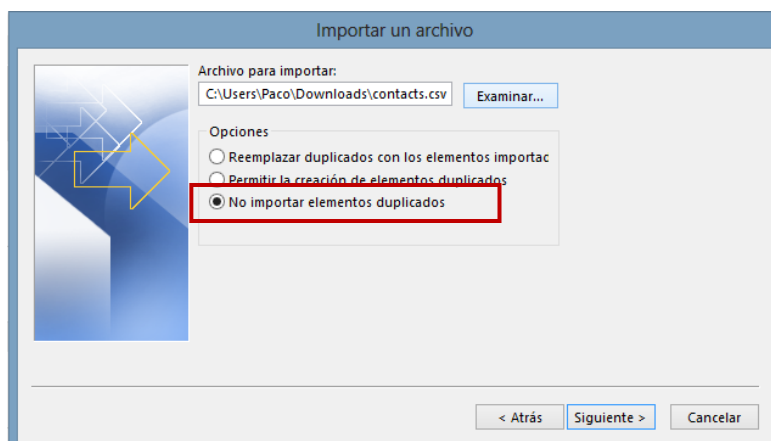 Importar un archivo
Archivo para importar:
C:\Users\Paco\Downloads\contacts.csv
Examinar...
Opciones
Reemplazar duplicados con los elementos importac
Permitir la creación de elementos duplicados
No importar elementos duplicados
< Atrás
Siguiente >
Cancelar